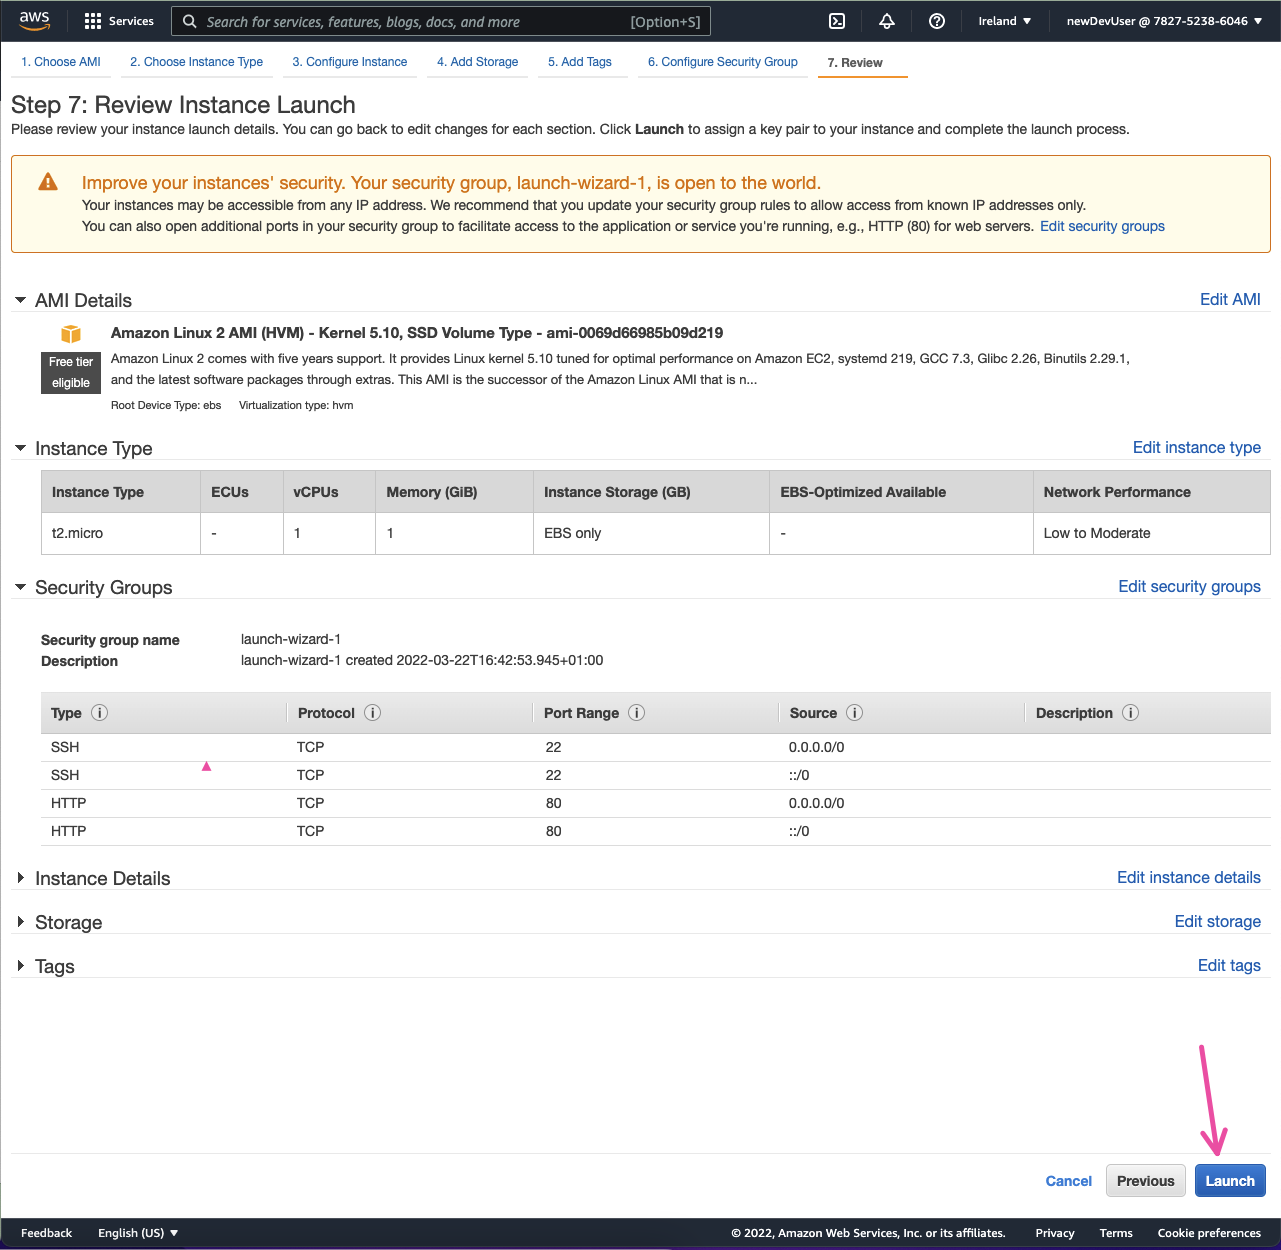 aws Services Search for services, features, blogs, docs, and more [Option+S] Ireland ▼ newDevUser @ 7827-5238-6046 ▼
1. Choose AMI 2. Choose Instance Type 3. Configure Instance 4. Add Storage 5. Add Tags 6. Configure Security Group 7. Review
Step 7: Review Instance Launch
Please review your instance launch details. You can go back to edit changes for each section. Click Launch to assign a key pair to your instance and complete the launch process.
Improve your instances' security. Your security group, launch-wizard-1, is open to the world.
Your instances may be accessible from any IP address. We recommend that you update your security group rules to allow access from known IP addresses only.
You can also open additional ports in your security group to facilitate access to the application or service you're running, e.g., HTTP (80) for web servers. Edit security groups
AMI Details Edit AMI
Amazon Linux 2 AMI (HVM) - Kernel 5.10, SSD Volume Type - ami-0069d66985b09d219
Free tier eligible
Amazon Linux 2 comes with five years support. It provides Linux kernel 5.10 tuned for optimal performance on Amazon EC2, systemd 219, GCC 7.3, Glibc 2.26, Binutils 2.29.1,
and the latest software packages through extras. This AMI is the successor of the Amazon Linux AMI that is n...
Root Device Type: ebs Virtualization type: hvm
Instance Type Edit instance type
Instance Type ECUs vCPUs Memory (GiB) Instance Storage (GB) EBS-Optimized Available Network Performance
t2.micro - 1 1 EBS only - Low to Moderate
Security Groups Edit security groups
Security group name launch-wizard-1
Description launch-wizard-1 created 2022-03-22T16:42:53.945+01:00
Type Protocol Port Range Source Description
SSH TCP 22 0.0.0.0/0
SSH TCP 22 ::/0
HTTP TCP 80 0.0.0.0/0
HTTP TCP 80 ::/0
Instance Details Edit instance details
Storage Edit storage
Tags Edit tags
Cancel Previous Launch
Feedback English (US) ▼ © 2022, Amazon Web Services, Inc. or its affiliates. Privacy Terms Cookie preferences